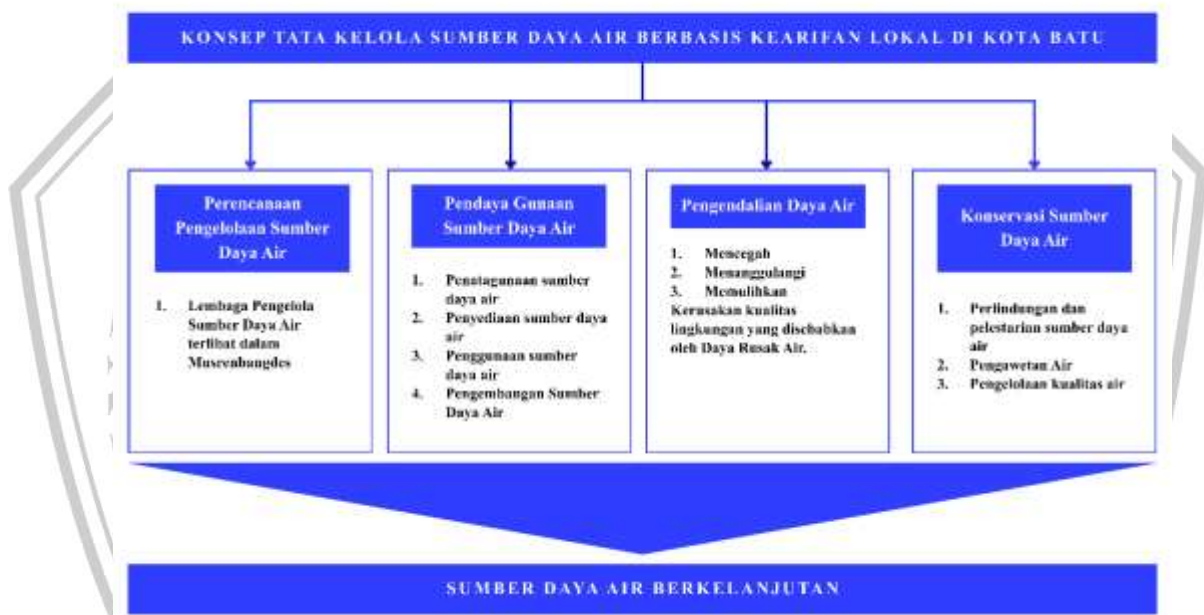 KONSEP TATA KELOLA SUMBER DAYA AIR BERBASIS KEARIFAN LOKAL DI KOTA BATU
Perencanaan
Pengelolaan Sumber
Daya Air
1. Lembaga Pengelola
Sumber Daya Air
terlibat dalam
Musrenbangdes
Pendaya Gunaan
Sumber Daya Air
1. Penatagunaan sumber
daya air
2. Penyediaan sumber daya
air
3. Penggunaan sumber
daya air
4. Pengembangan Sumber
Daya Air
Pengendalian Daya Air
1. Mencegah
2. Menanggulangi
3. Memulihkan
Kerusakan kualitas
lingkungan yang disebabkan
oleh Daya Rusak Air.
Konservasi Sumber
Daya Air
1. Perlindungan dan
pelestarian sumber daya
air
2. Pengawetan Air
3. Pengelolaan kualitas air
SUMBER DAYA AIR BERKELANJUTAN